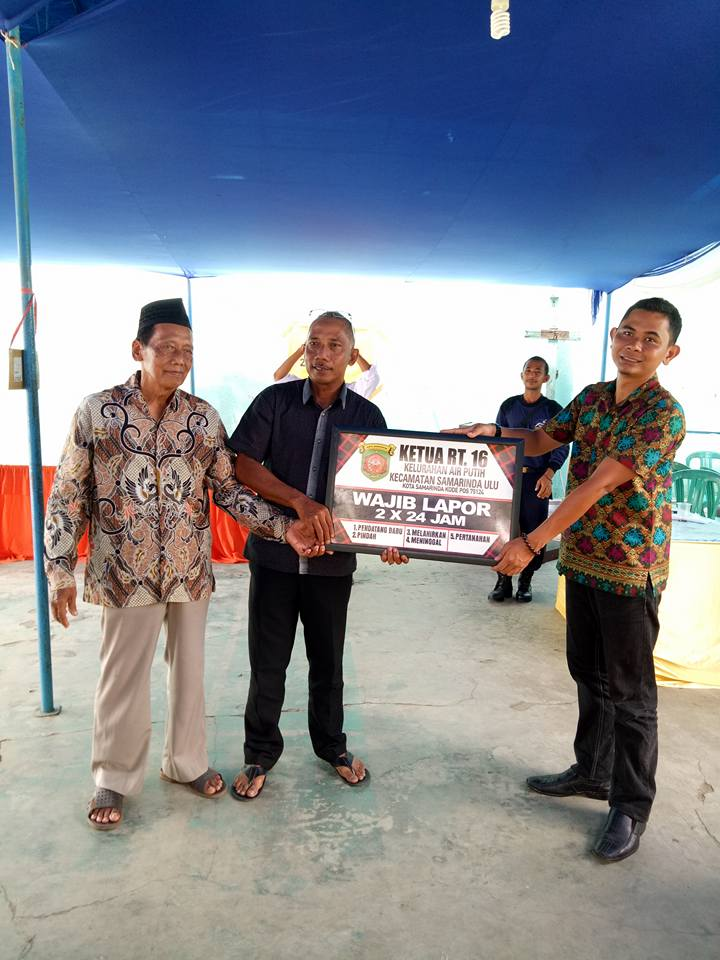 KETUA RT. 16
KELURAHAN AIR PUTIH
KECAMATAN SAMARINDA ULU
KOTA SAMARINDA KODE POS 75124
WAJIB LAPOR
2 X 24 JAM
1. PENDATANG BARU 3. MELAHIRKAN 5. PERTANAHAN
2. PINDAH 4. MENINGGAL